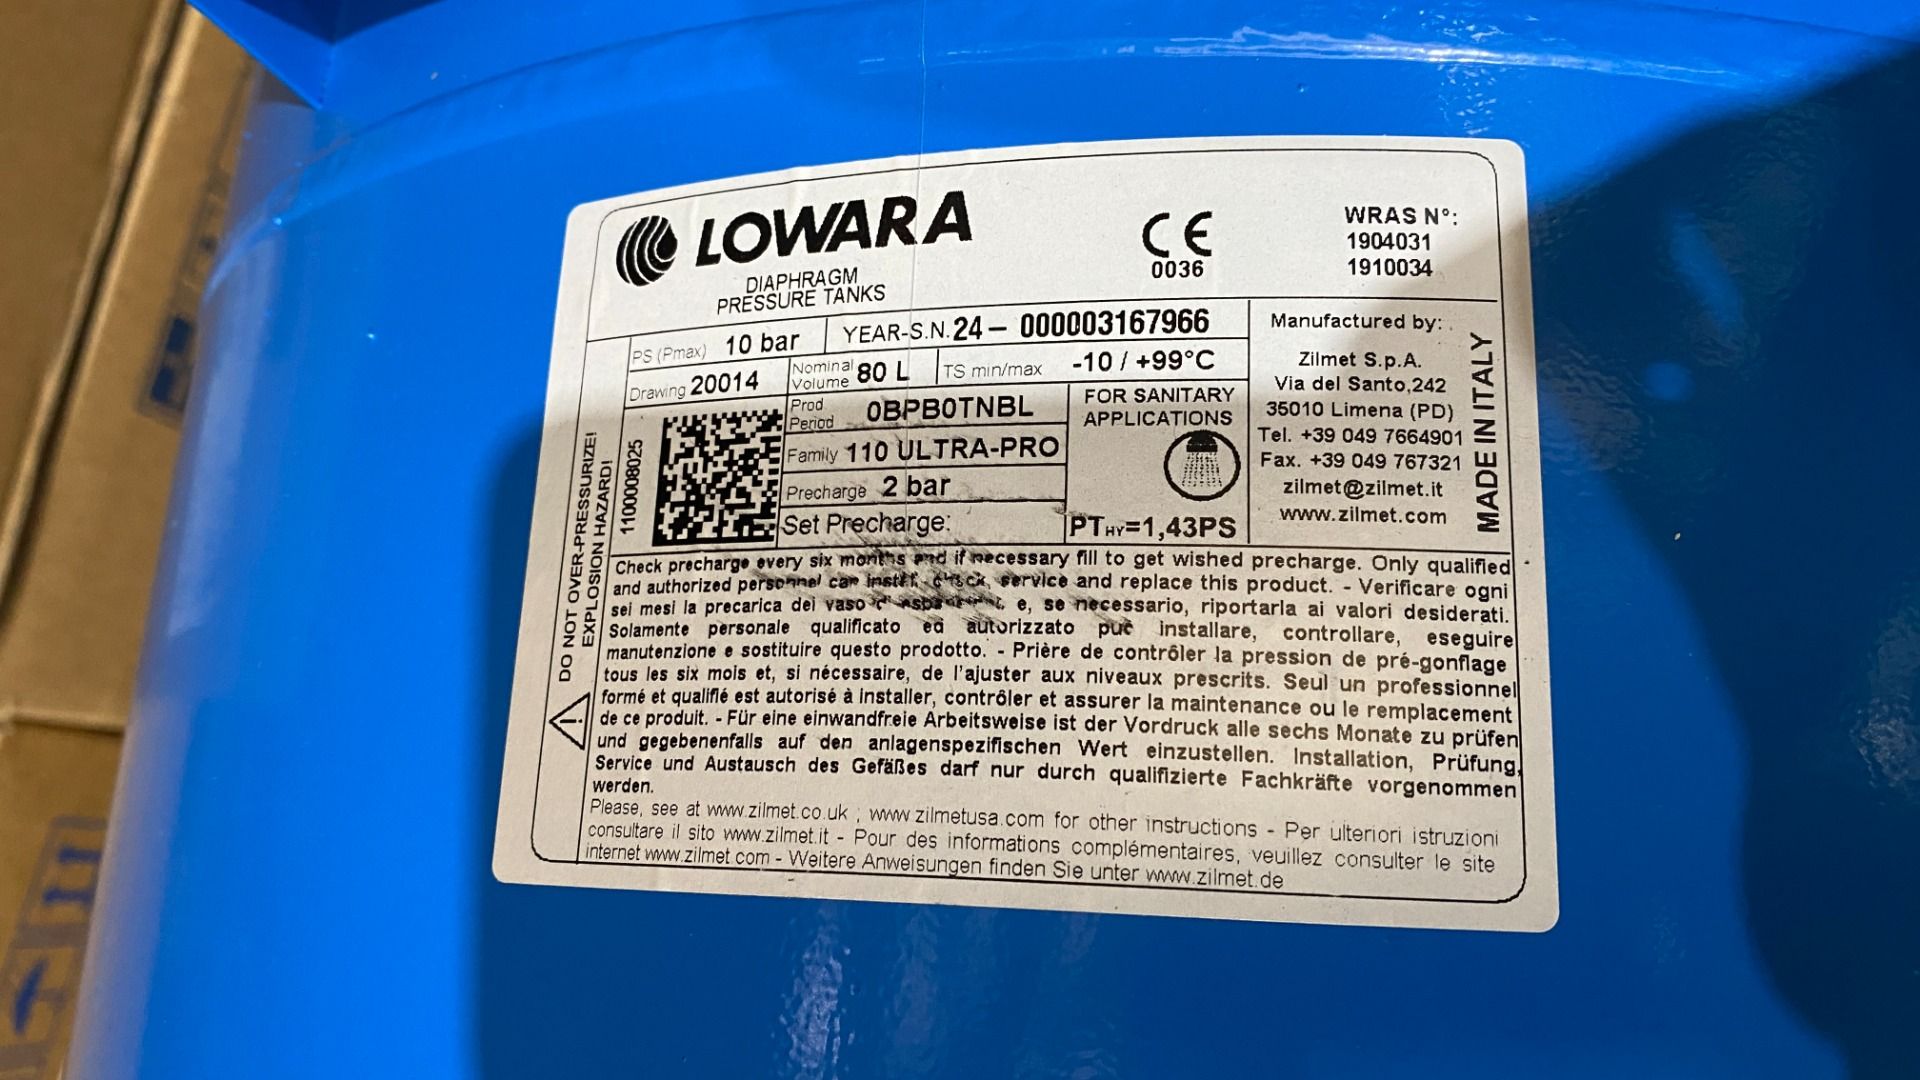 LOWARA
DIAPHRAGM
PRESSURE TANKS
CE
0036
WRAS N°:
1904031
1910034
PS (Pmax) 10 bar
YEAR-S.N. 24 – 000003167966
Drawing 20014
Nominal Volume 80 L
TS min/max -10 / +99°C
Prod Period 0BPB0TNBL
Family 110 ULTRA-PRO
Precharge 2 bar
Set Precharge:
FOR SANITARY
APPLICATIONS
PTHY=1,43PS
Manufactured by:
Zilmet S.p.A.
Via del Santo,242
35010 Limena (PD)
Tel. +39 049 7664901
Fax. +39 049 767321
zilmet@zilmet.it
www.zilmet.com
MADE IN ITALY
1100008025
DO NOT OVER-PRESSURIZE!
EXPLOSION HAZARD!
Check precharge every six months and if necessary fill to get wished precharge. Only qualified
and authorized personnel can install, check, service and replace this product. - Verificare ogni
sei mesi la precarica del vaso e, se necessario, riportarla ai valori desiderati.
Solamente personale qualificato ed autorizzato può installare, controllare, eseguire
manutenzione e sostituire questo prodotto. - Prière de contrôler la pression de pré-gonflage
tous les six mois et, si nécessaire, de l'ajuster aux niveaux prescrits. Seul un professionnel
formé et qualifié est autorisé à installer, contrôler et assurer la maintenance ou le remplacement
de ce produit. - Für eine einwandfreie Arbeitsweise ist der Vordruck alle sechs Monate zu prüfen
und gegebenenfalls auf den anlagenspezifischen Wert einzustellen. Installation, Prüfung,
Service und Austausch des Gefäßes darf nur durch qualifizierte Fachkräfte vorgenommen
werden.
Please, see at www.zilmet.co.uk ; www.zilmetusa.com for other instructions - Per ulteriori istruzioni
consultare il sito www.zilmet.it - Pour des informations complémentaires, veuillez consulter le site
internet www.zilmet.com - Weitere Anweisungen finden Sie unter www.zilmet.de